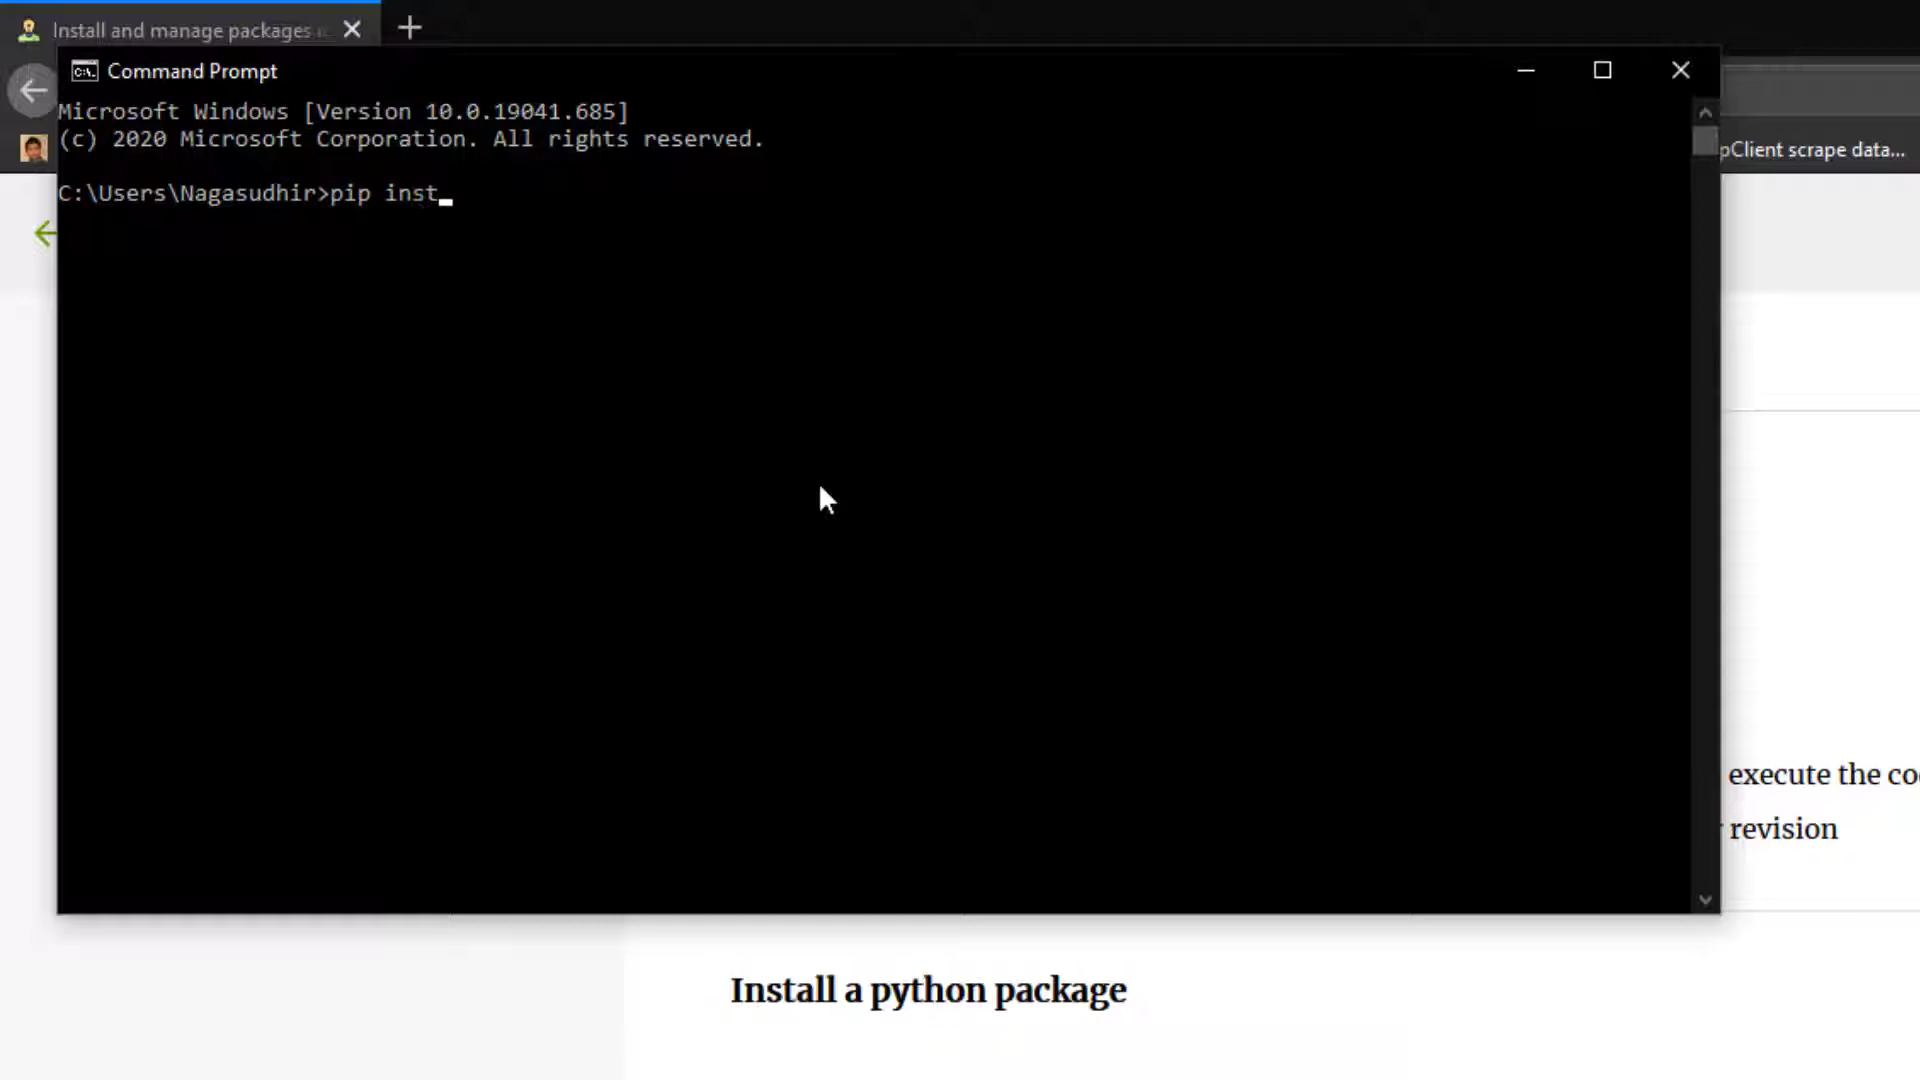 Install and manage packages
Command Prompt
Microsoft Windows [Version 10.0.19041.685]
(c) 2020 Microsoft Corporation. All rights reserved.
pClient scrape data...
C:\Users\Nagasudhir>pip inst_
execute the co
revision
Install a python package